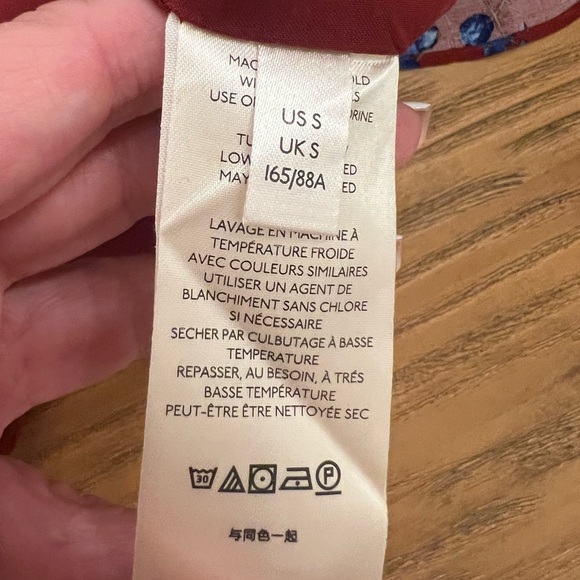 US S
UK S
165/88A
USE
LAVAGE EN MACHINE À
TEMPÉRATURE FROIDE
AVEC COULEURS SIMILAIRES
UTILISER UN AGENT DE
BLANCHIMENT SANS CHLORE
SI NÉCESSAIRE
SECHER PAR CULBUTAGE À BASSE
TEMPERATURE
REPASSER, AU BESOIN, À TRÉS
BASSE TEMPÉRATURE
PEUT-ÊTRE ÊTRE NETTOYÉE SEC
30
P
与同色一起